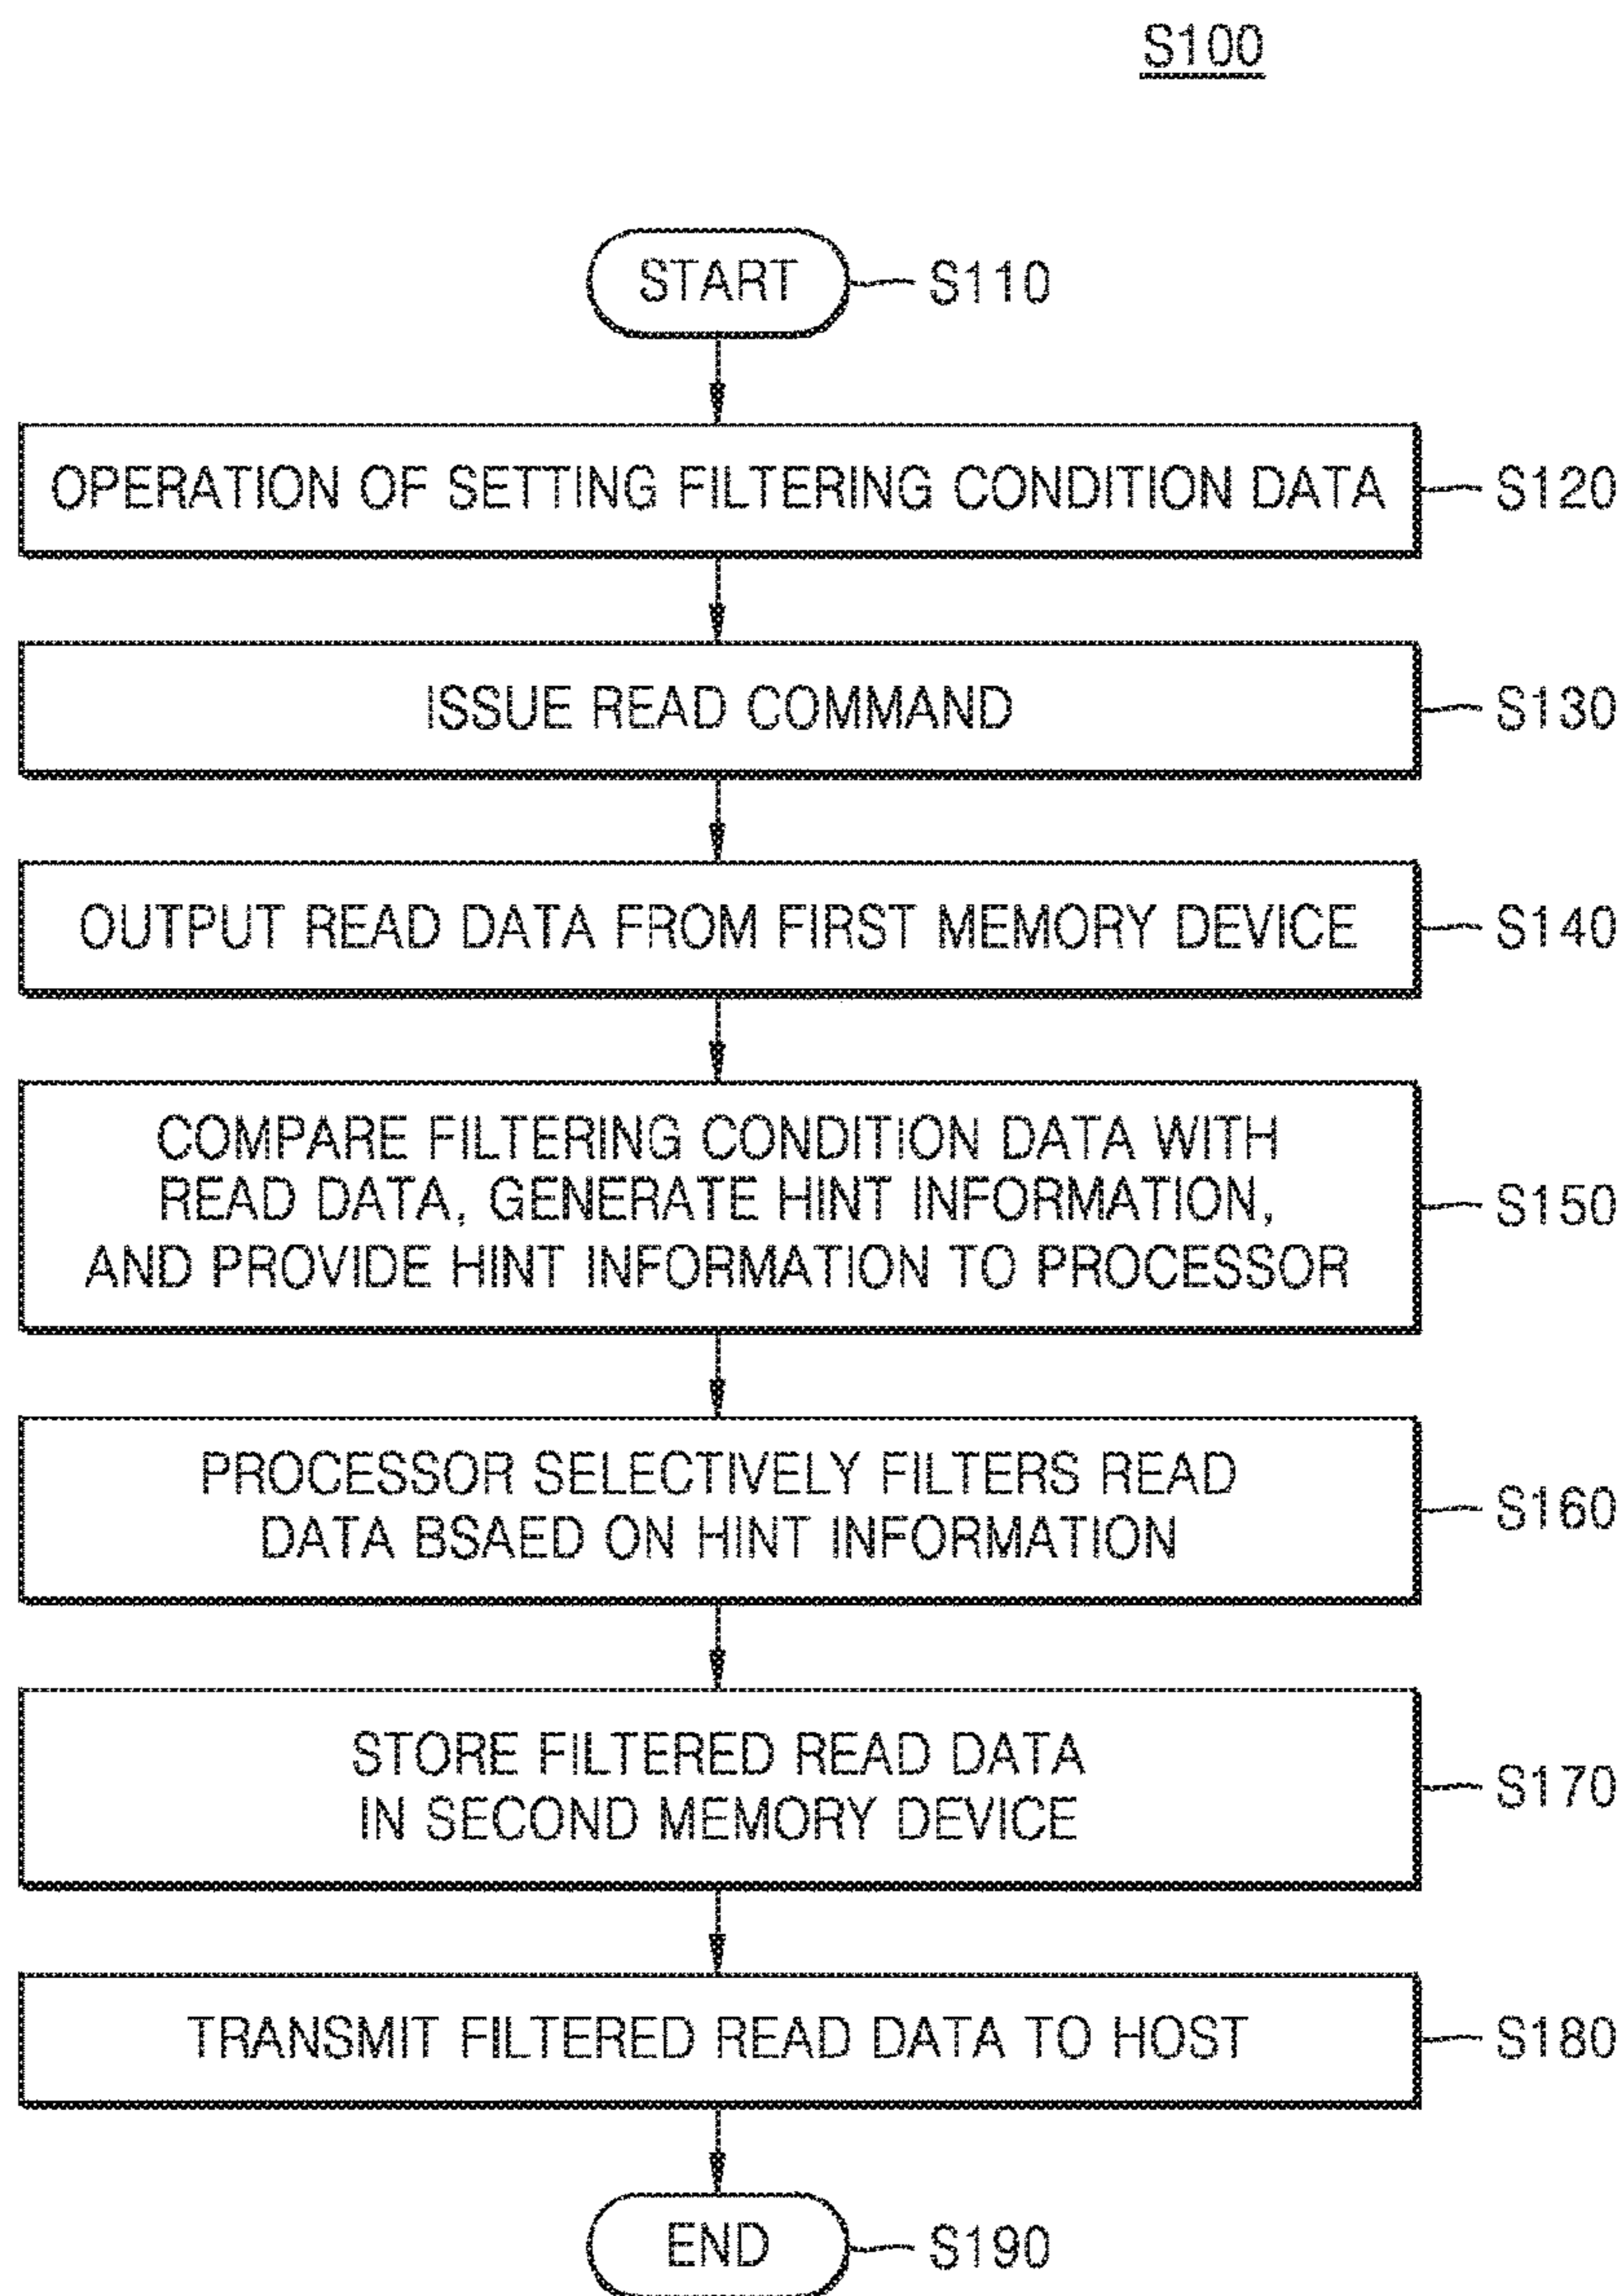 S100
START
S110
OPERATION OF SETTING FILTERING CONDITION DATA
S120
ISSUE READ COMMAND
S130
OUTPUT READ DATA FROM FIRST MEMORY DEVICE
S140
COMPARE FILTERING CONDITION DATA WITH
READ DATA, GENERATE HINT INFORMATION,
AND PROVIDE HINT INFORMATION TO PROCESSOR
S150
PROCESSOR SELECTIVELY FILTERS READ
DATA BSAED ON HINT INFORMATION
S160
STORE FILTERED READ DATA
IN SECOND MEMORY DEVICE
S170
TRANSMIT FILTERED READ DATA TO HOST
S180
END
S190